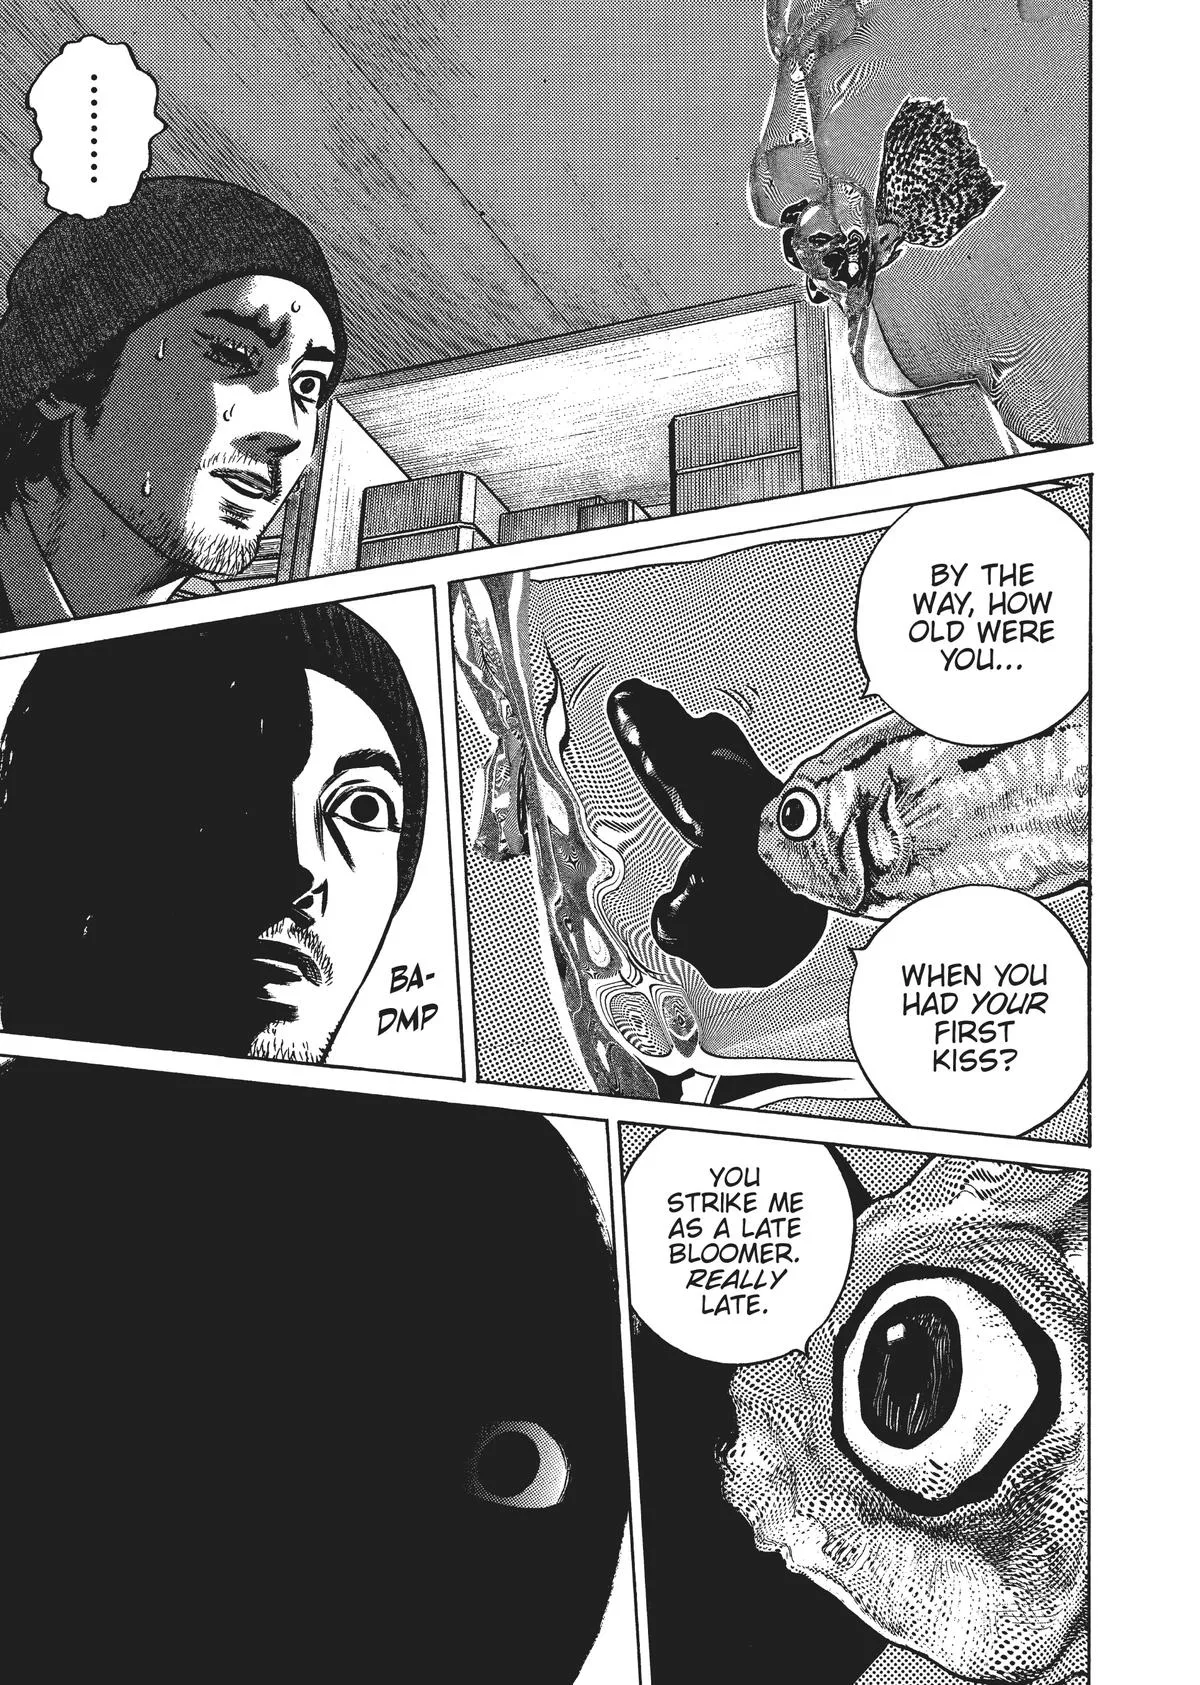 .........
BY THE
WAY, HOW
OLD WERE
YOU...
WHEN YOU
HAD YOUR
FIRST
KISS?
BA-
DMP
YOU
STRIKE ME
AS A LATE
BLOOMER.
REALLY
LATE.